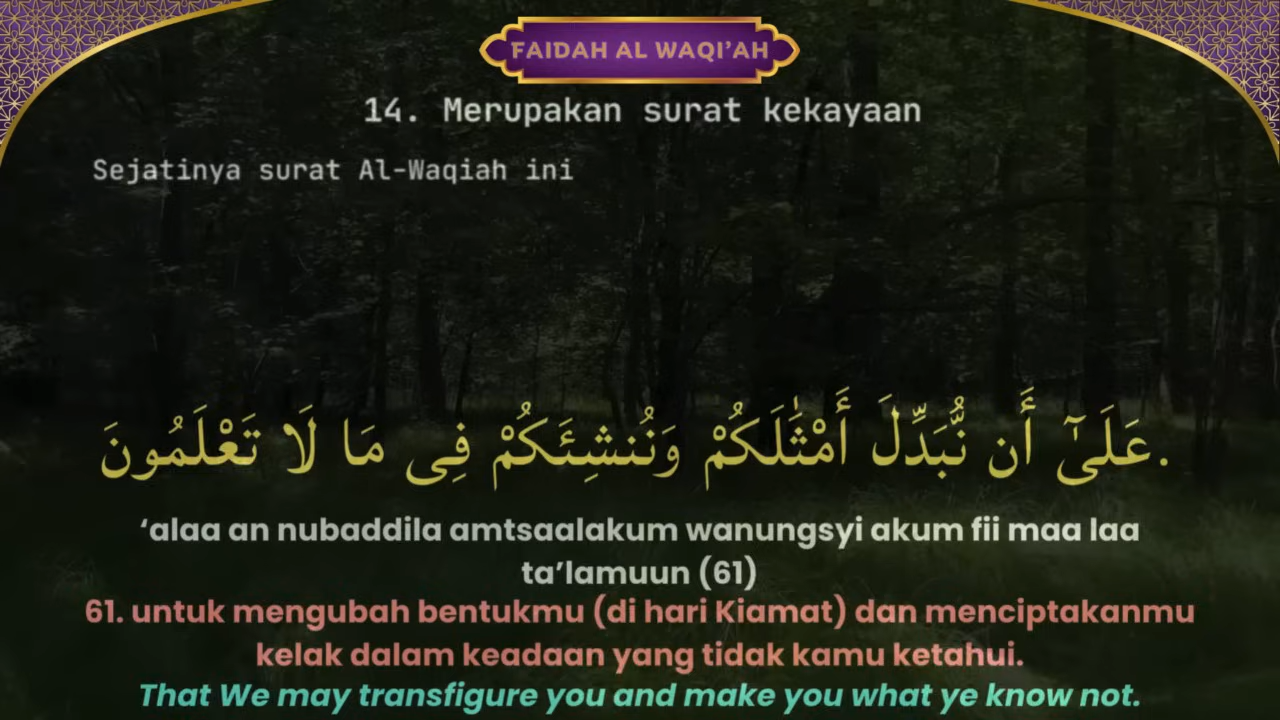 FAIDAH AL WAQI’AH
14. Merupakan surat kekayaan
Sejatinya surat Al-Waqiah ini
عَلَىٰٓ أَن نُّبَدِّلَ أَمْثَٰلَكُمْ وَنُنشِئَكُمْ فِى مَا لَا تَعْلَمُونَ.
‘alaa an nubaddila amtsaalakum wanungsyi akum fii maa laa
ta’lamuun (61)
61. untuk mengubah bentukmu (di hari Kiamat) dan menciptakanmu
kelak dalam keadaan yang tidak kamu ketahui.
That We may transfigure you and make you what ye know not.